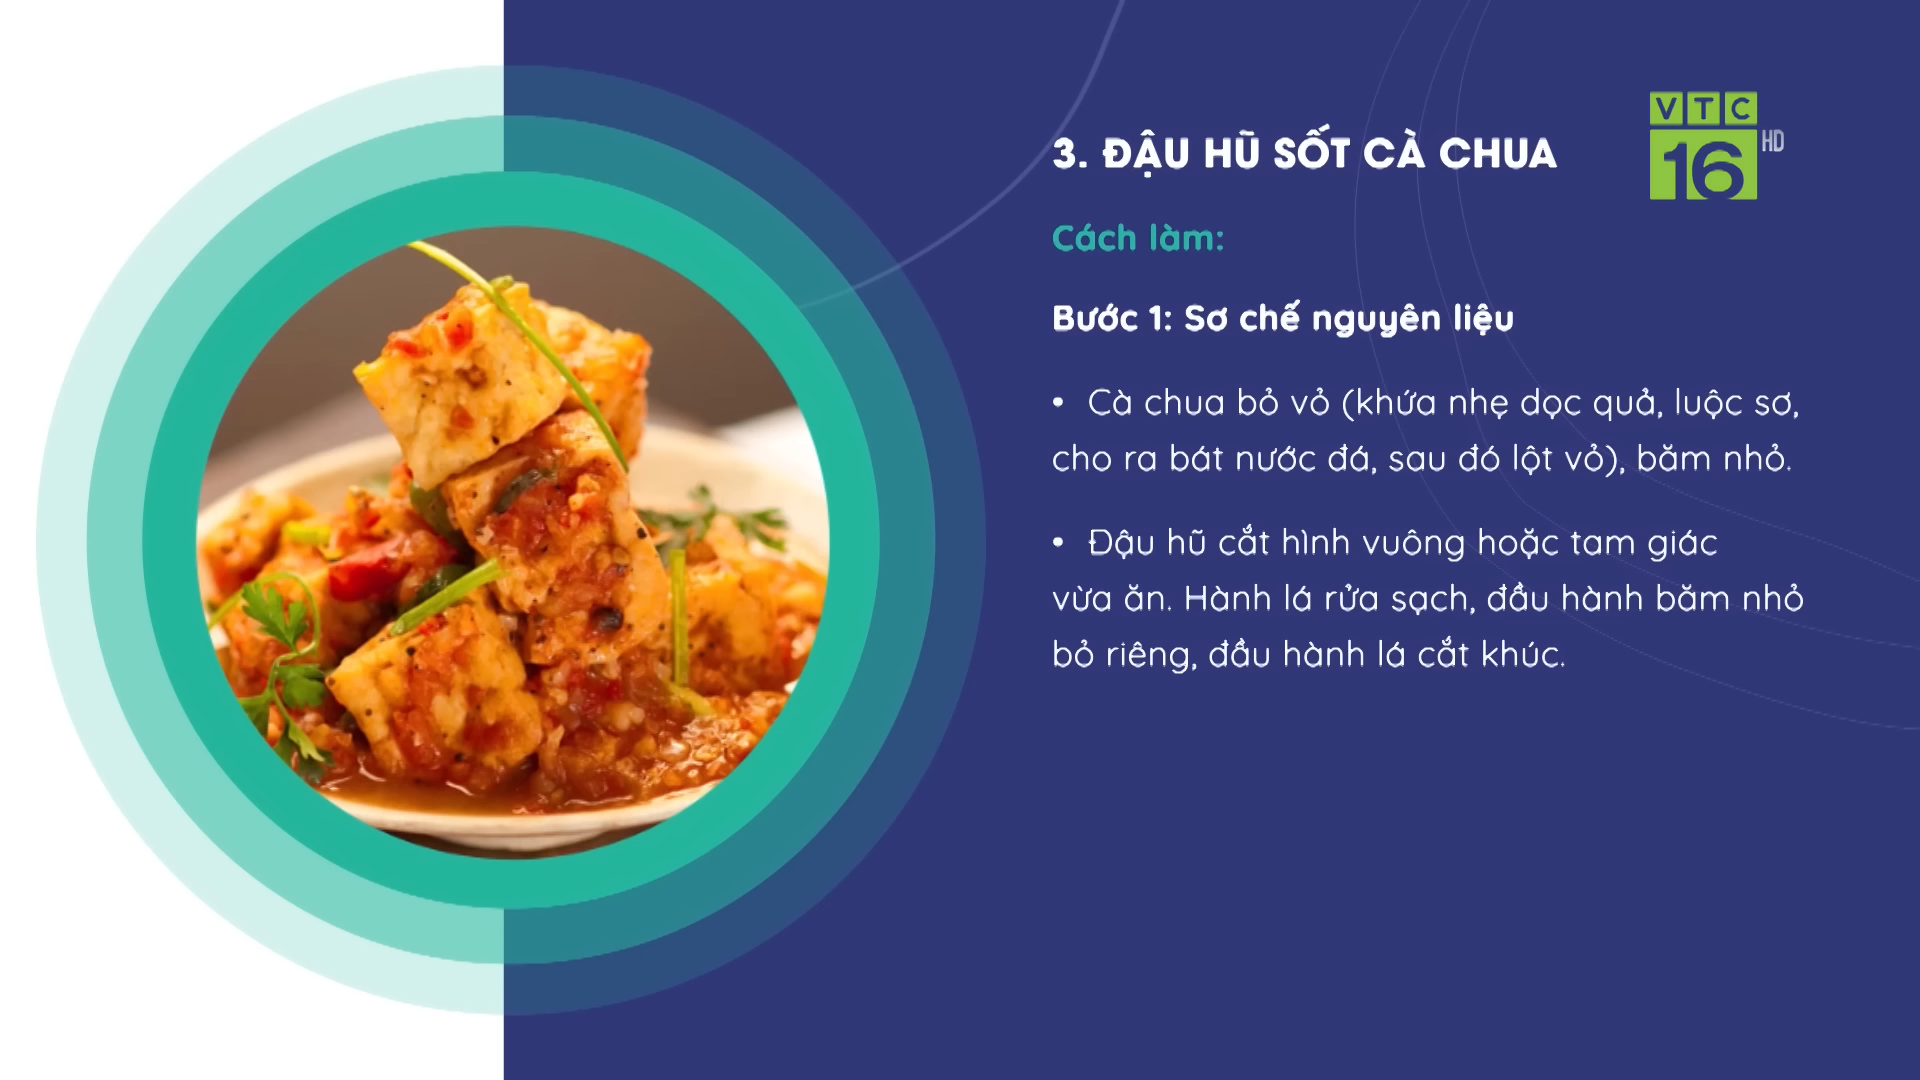 VTC
16 HD
3. ĐẬU HŨ SỐT CÀ CHUA
Cách làm:
Bước 1: Sơ chế nguyên liệu
• Cà chua bỏ vỏ (khứa nhẹ dọc quả, luộc sơ,
cho ra bát nước đá, sau đó lột vỏ), băm nhỏ.
• Đậu hũ cắt hình vuông hoặc tam giác
vừa ăn. Hành lá rửa sạch, đầu hành băm nhỏ
bỏ riêng, đầu hành lá cắt khúc.